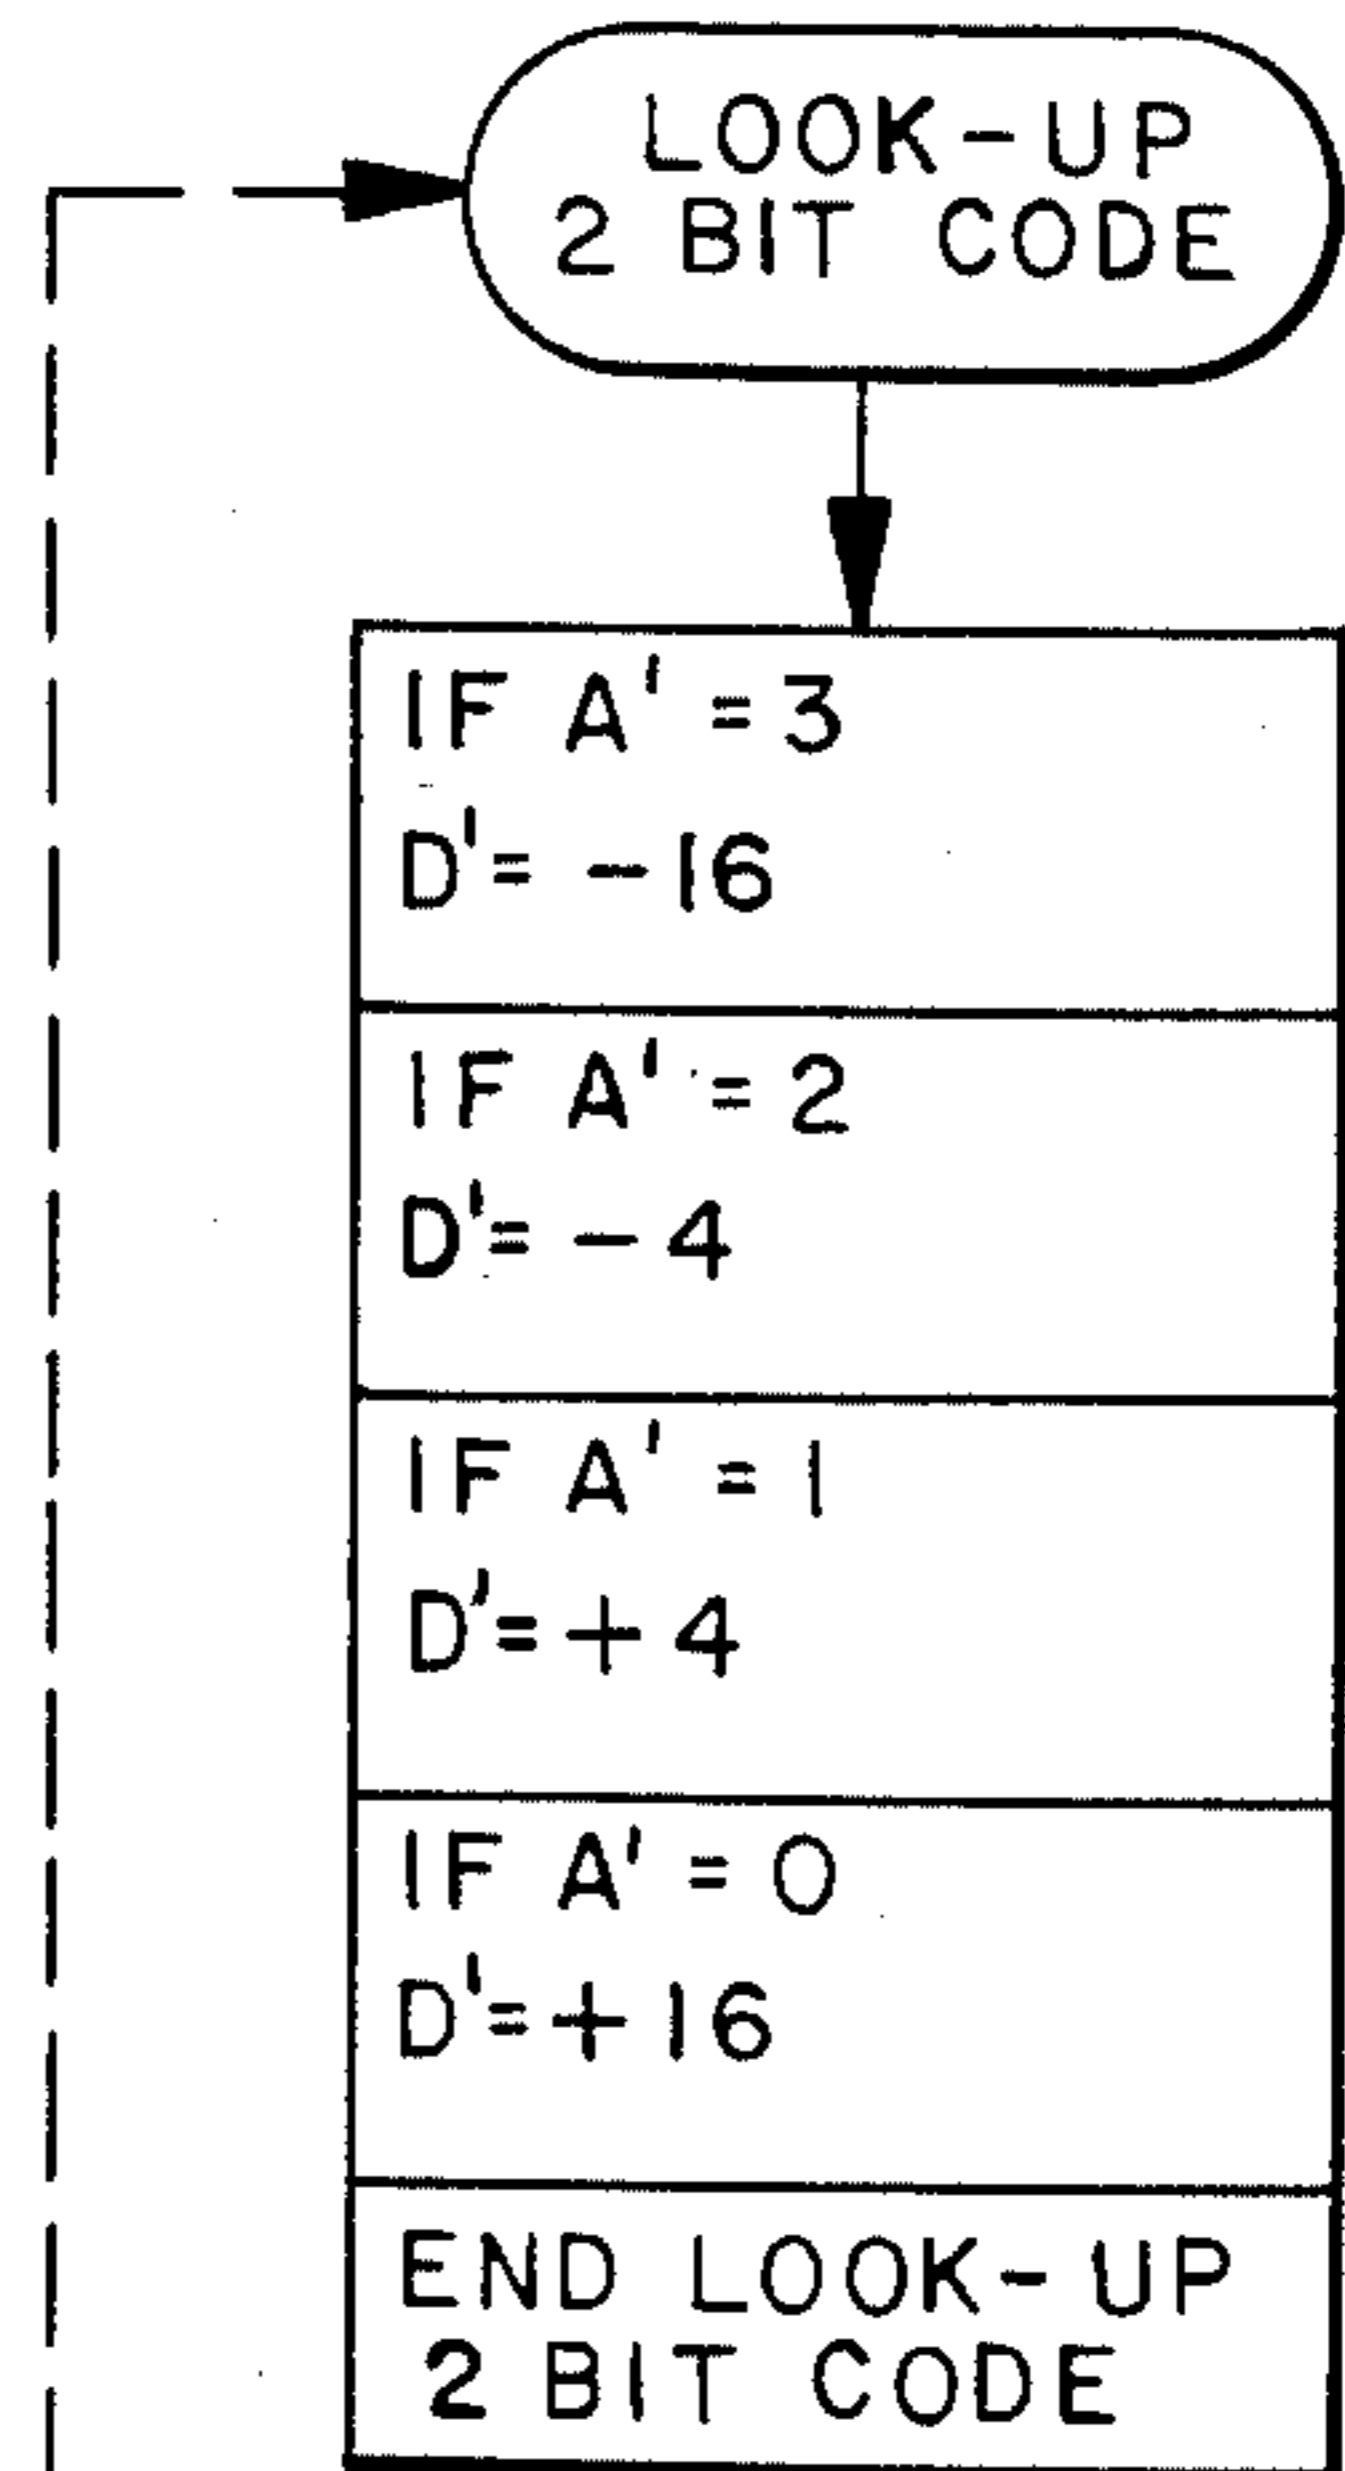 LOOK-UP
2 BIT CODE
IF A' = 3
D' = -16
IF A' = 2
D' = -4
IF A' = 1
D' = +4
IF A' = 0
D' = +16
END LOOK-UP
2 BIT CODE